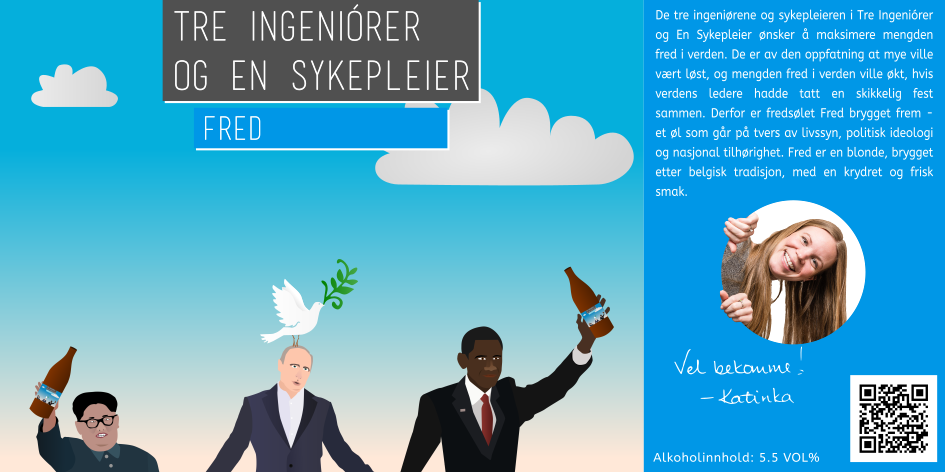 TRE INGENIÓRER
OG EN SYKEPLEIER
FRED
De tre ingeniørene og sykepleieren i Tre Ingeniórer
og En Sykepleier ønsker å maksimere mengden
fred i verden. De er av den oppfatning at mye ville
vært løst, og mengden fred i verden ville økt, hvis
verdens ledere hadde tatt en skikkelig fest
sammen. Derfor er fredsølet Fred brygget frem -
et øl som går på tvers av livssyn, politisk ideologi
og nasjonal tilhørighet. Fred er en blonde, brygget
etter belgisk tradisjon, med en krydret og frisk
smak.
Vel bekomme!
- Katinka
Alkoholinnhold: 5.5 VOL%